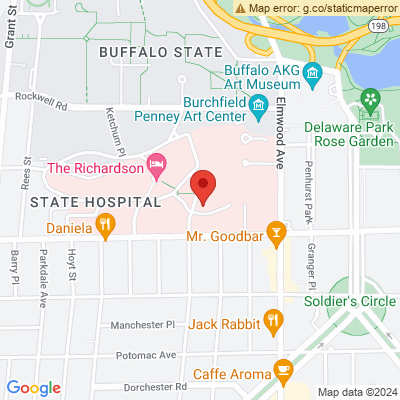 Map error: g.co/staticmaperror
Grant St
BUFFALO STATE
198
Buffalo AKG
Art Museum
Rockwell Rd
Burchfield
Penney Art Center
Elmwood Ave
Delaware Park
Rose Garden
Ketchum Pl
The Richardson
Rees St
Penhurst Park
STATE HOSPITAL
Daniela
Mr. Goodbar
Barry Pl
Parkdale Ave
Hoyt St
Granger Pl
Soldier's Circle
Manchester Pl
Jack Rabbit
Potomac Ave
Caffe Aroma
Dorchester Rd
Google
Map data ©2024